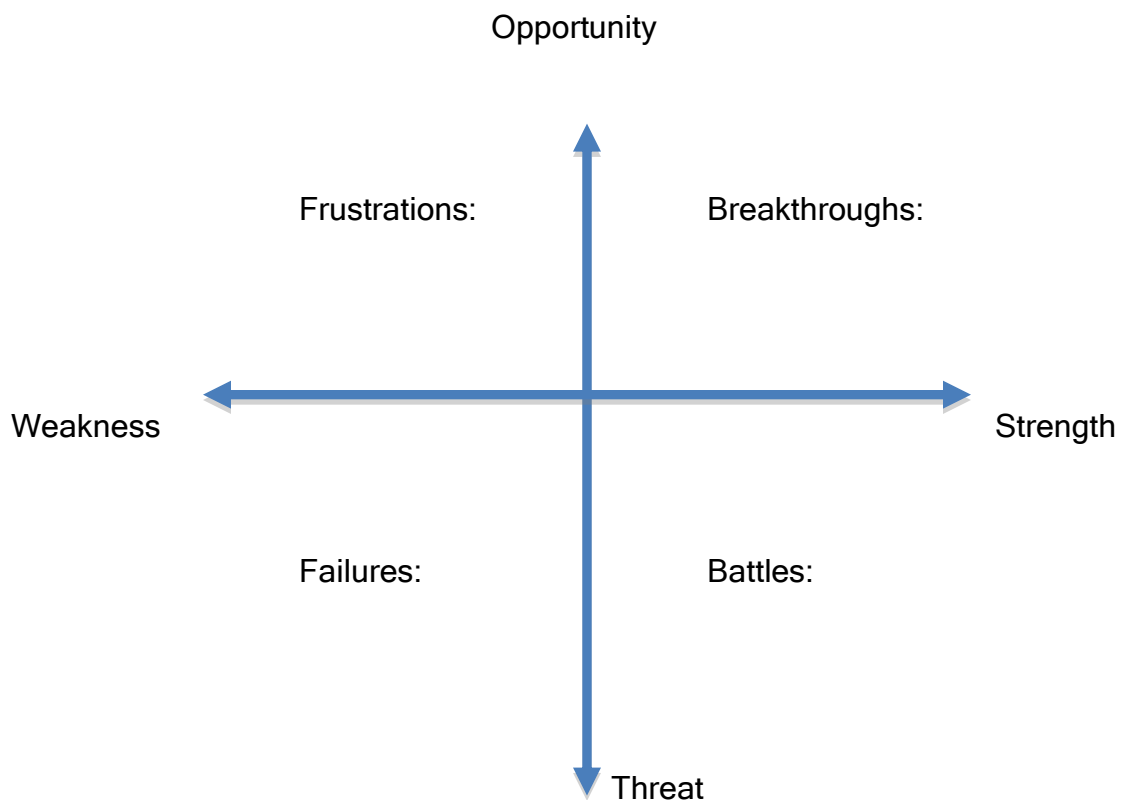 Opportunity
Frustrations:
Breakthroughs:
Weakness
Strength
Failures:
Battles:
Threat